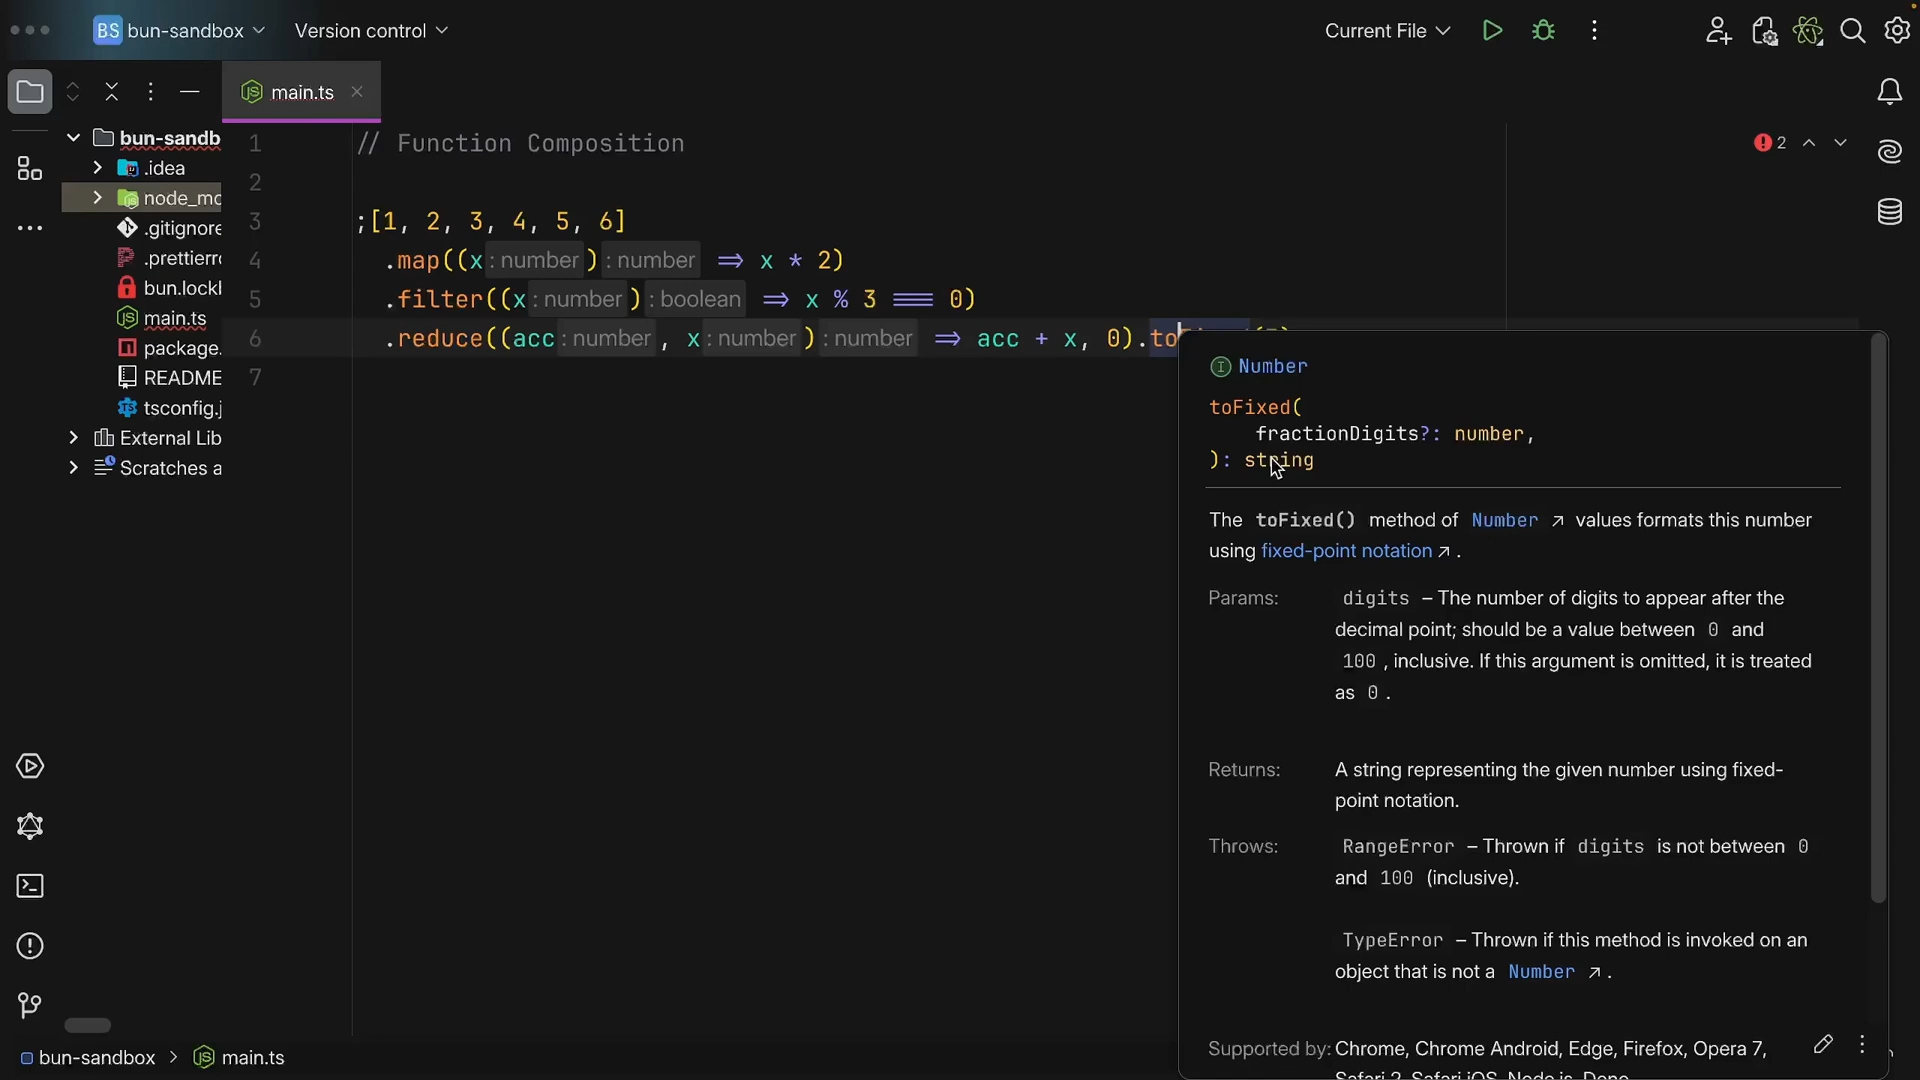 BS bun-sandbox Version control Current File
main.ts
bun-sandb
.idea
node_mo
.gitignore
.prettierr
bun.lock
main.ts
package.
README
tsconfig.j
External Lib
Scratches a
2
1 // Function Composition
2
3 ;[1, 2, 3, 4, 5, 6]
4 .map((x : number) : number => x * 2)
5 .filter((x : number) : boolean => x % 3 === 0)
6 .reduce((acc : number, x : number) : number => acc + x, 0).to
7
Number
toFixed(
fractionDigits?: number,
): string
The toFixed() method of Number ↗ values formats this number
using fixed-point notation ↗ .
Params: digits – The number of digits to appear after the
decimal point; should be a value between 0 and
100 , inclusive. If this argument is omitted, it is treated
as 0 .
Returns: A string representing the given number using fixed-
point notation.
Throws: RangeError – Thrown if digits is not between 0
and 100 (inclusive).
TypeError – Thrown if this method is invoked on an
object that is not a Number ↗ .
Supported by: Chrome, Chrome Android, Edge, Firefox, Opera 7,
bun-sandbox > main.ts